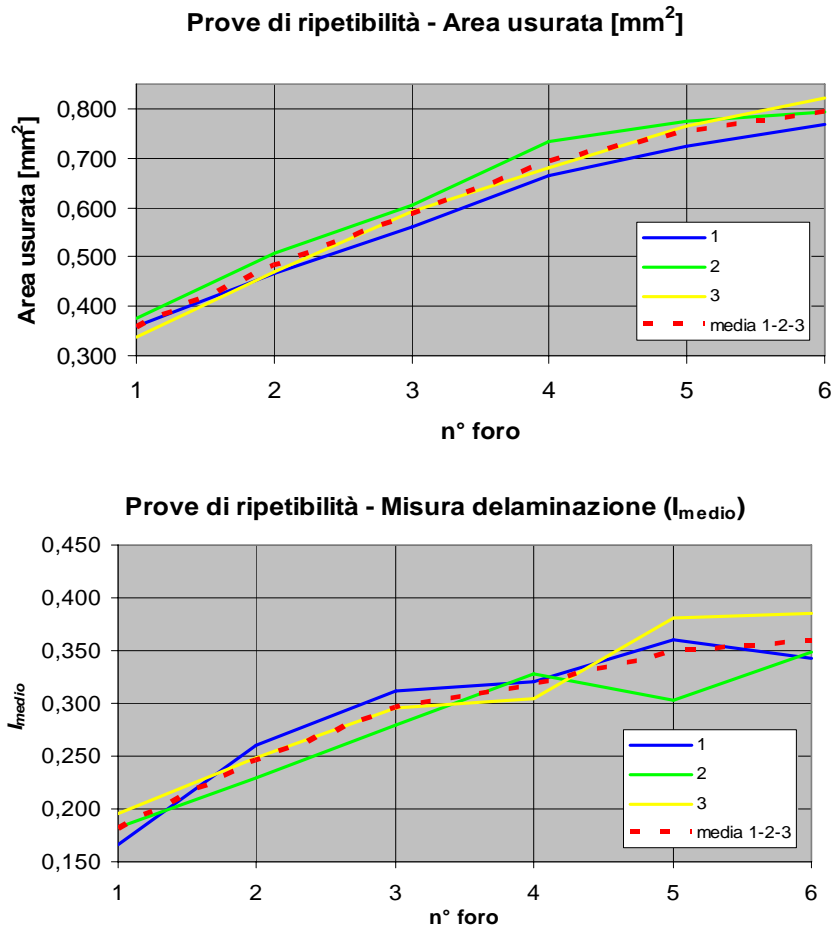 Prove di ripetibilità - Area usurata [mm²]
Area usurata [mm²]
0,800
0,700
0,600
0,500
0,400
0,300
1
2
3
media 1-2-3
1 2 3 4 5 6
n° foro
Prove di ripetibilità - Misura delaminazione (Imedio)
Imedio
0,450
0,400
0,350
0,300
0,250
0,200
0,150
1
2
3
media 1-2-3
1 2 3 4 5 6
n° foro